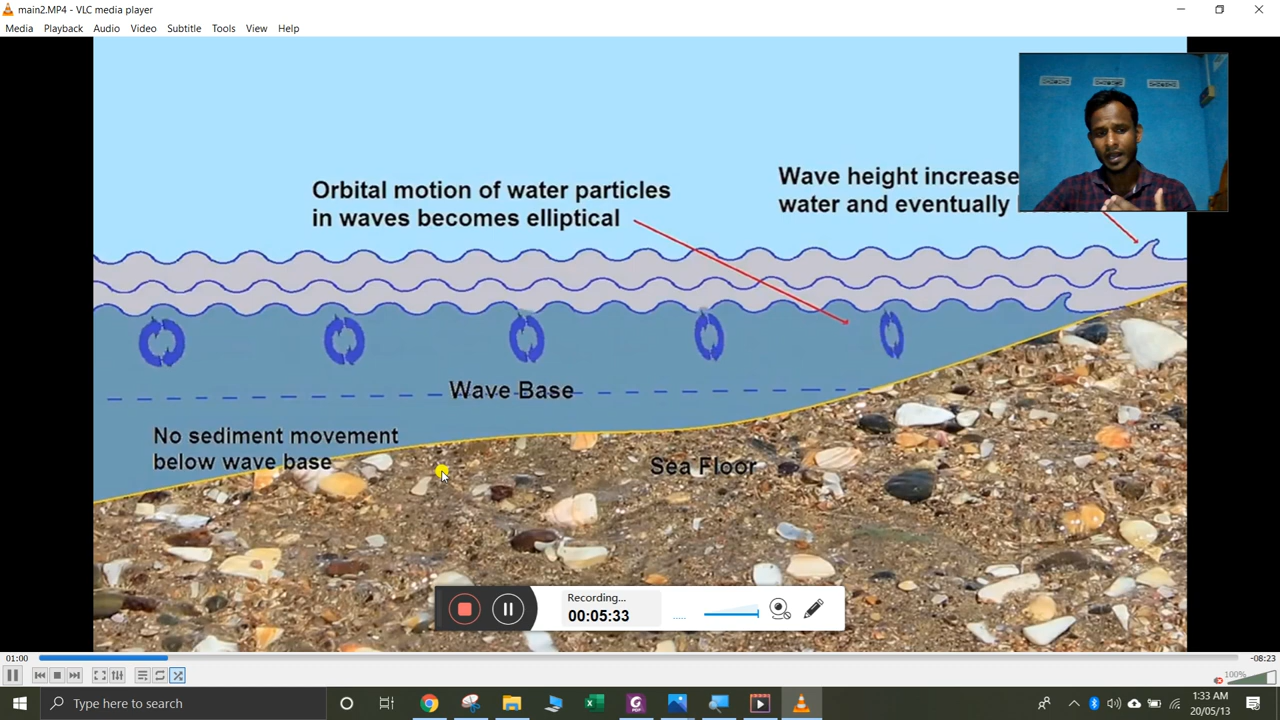 main2.MP4 - VLC media player
Media Playback Audio Video Subtitle Tools View Help
Orbital motion of water particles
in waves becomes elliptical
Wave height increase
water and eventually
Wave Base
No sediment movement
below wave base
Sea Floor
Recording...
00:05:33
01:00
-08:23
100%
Type here to search
1:33 AM
20/05/13